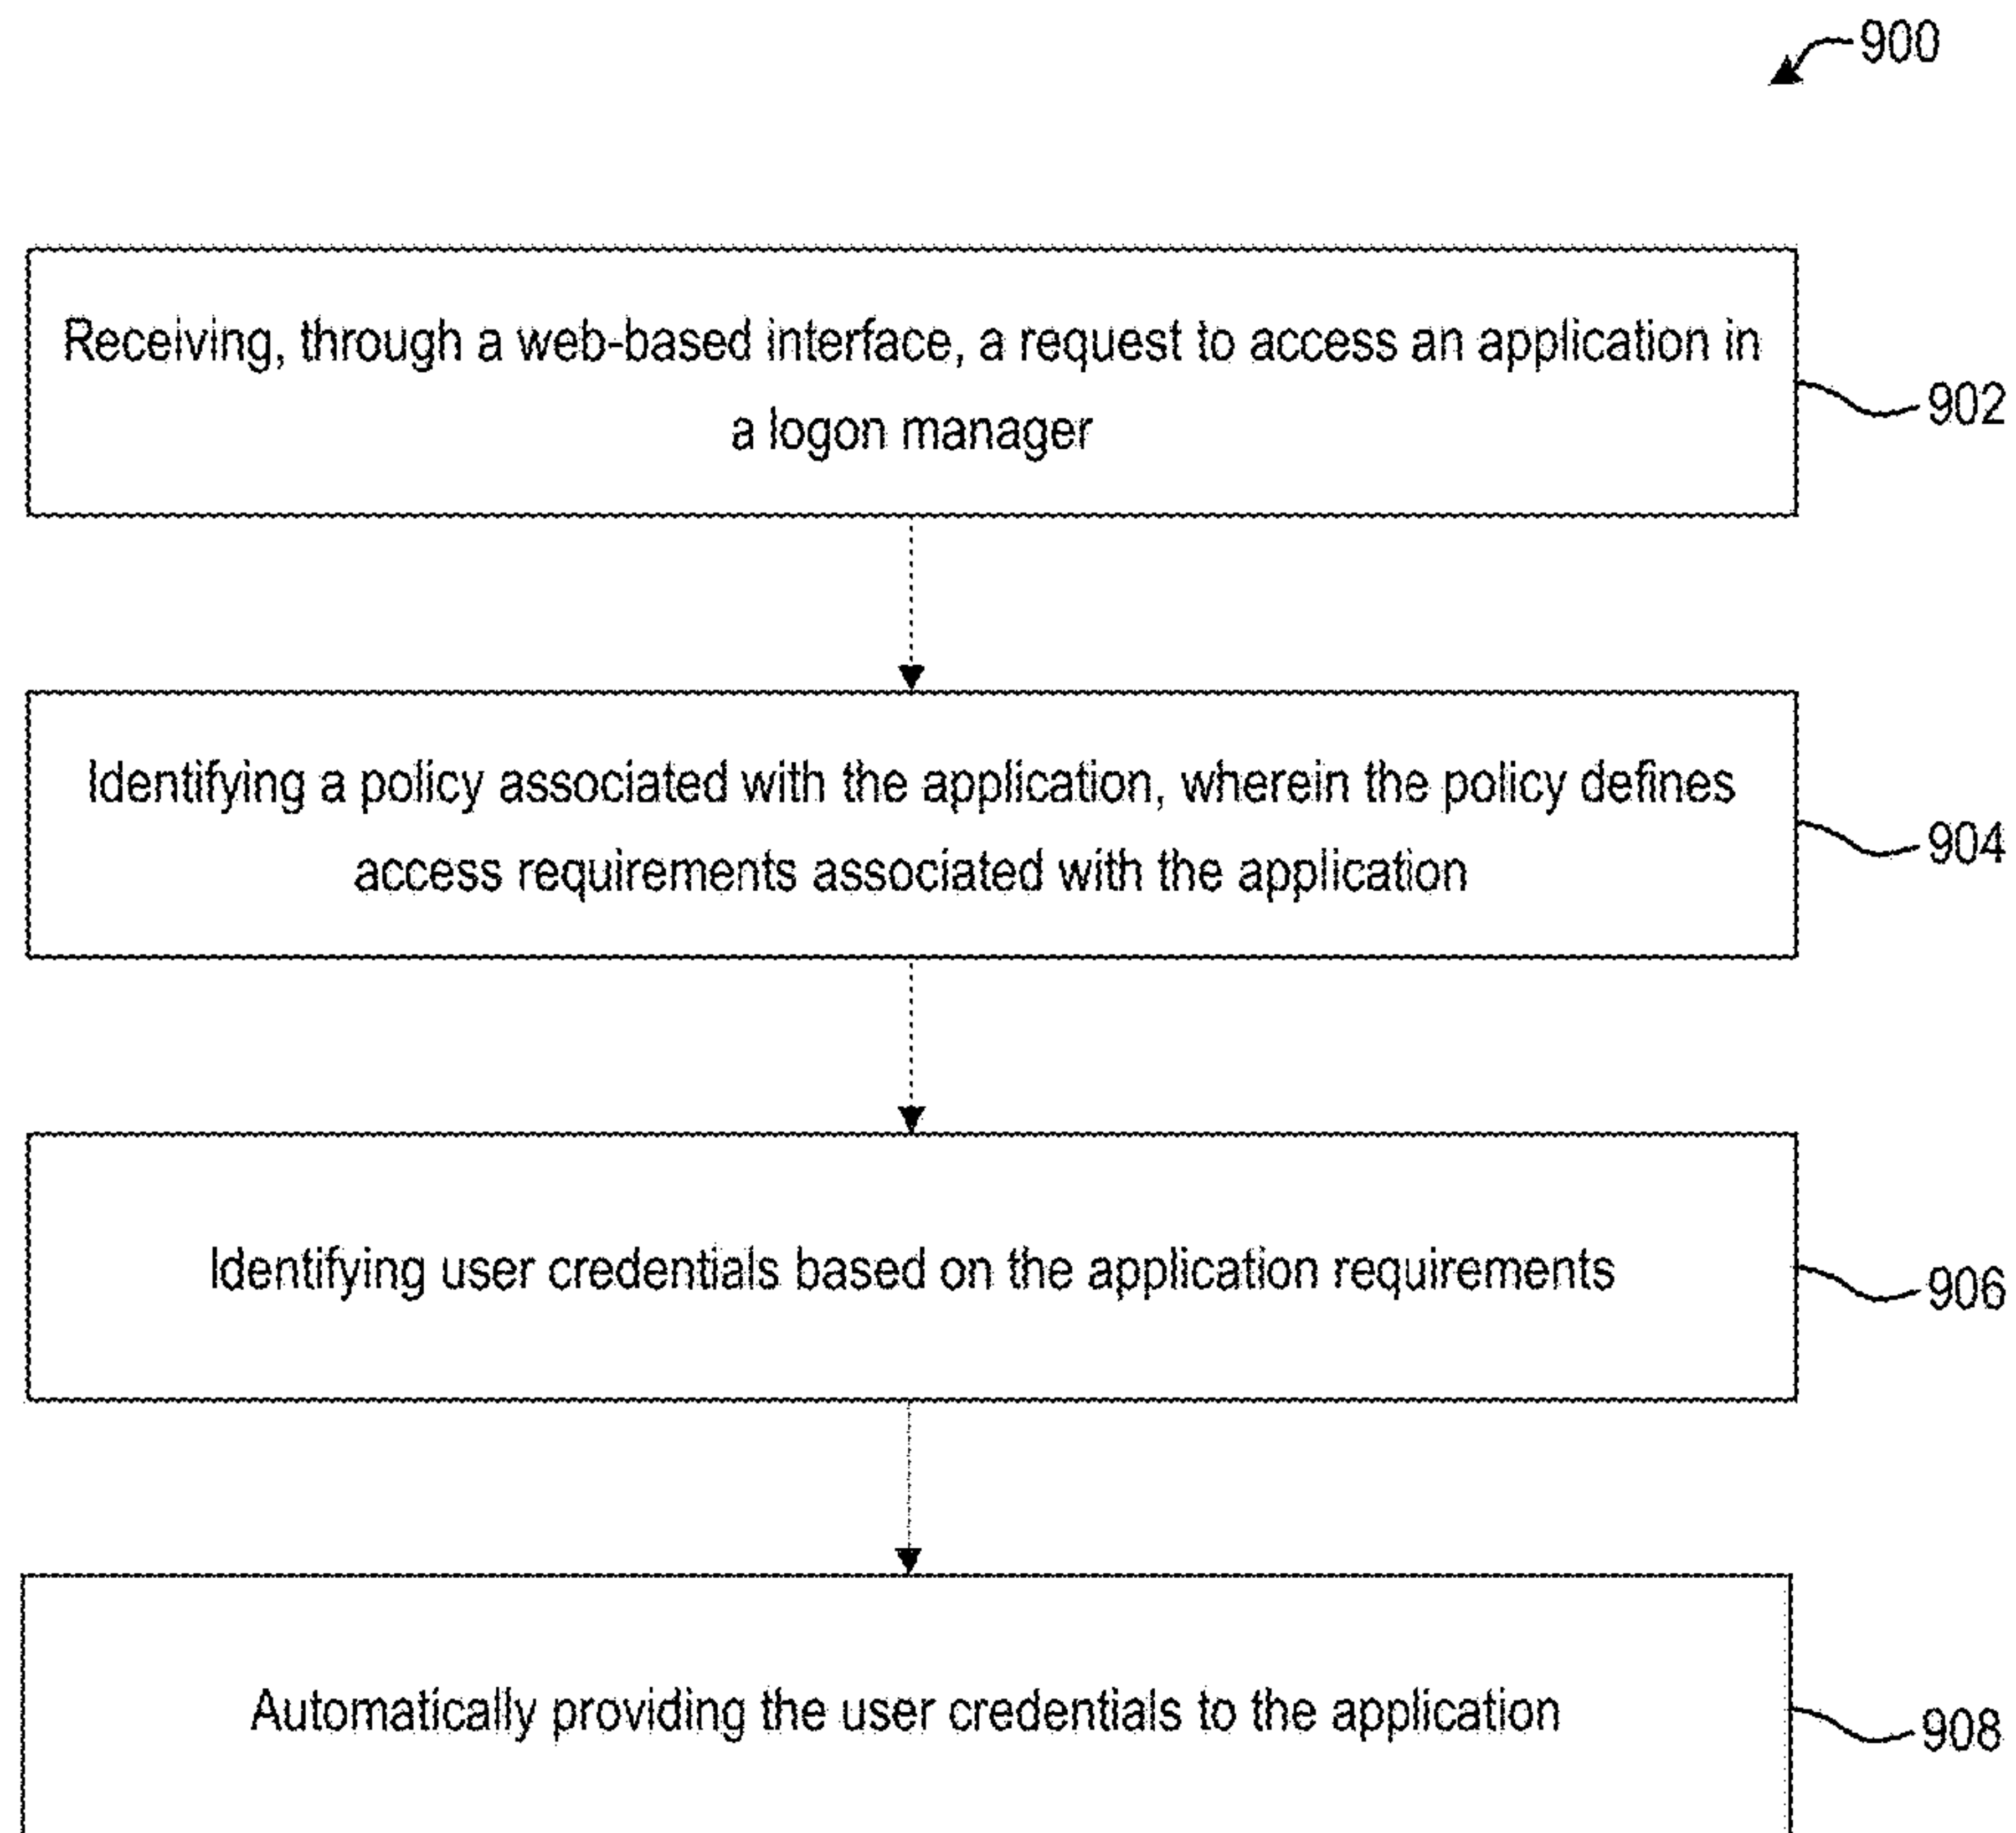 900
Receiving, through a web-based interface, a request to access an application in
a logon manager
902
Identifying a policy associated with the application, wherein the policy defines
access requirements associated with the application
904
Identifying user credentials based on the application requirements
906
Automatically providing the user credentials to the application
908